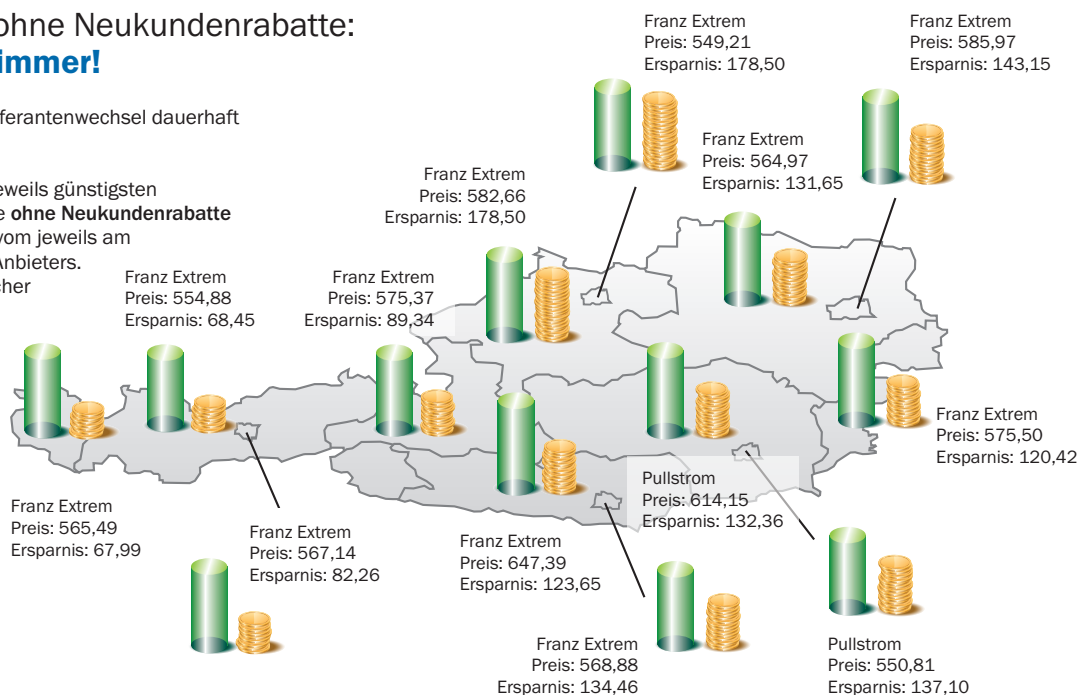 ohne Neukundenrabatte:
immer!
ferantenwechsel dauerhaft
eweils günstigsten
e ohne Neukundenrabatte
vom jeweils am
Anbieters.
cher
Franz Extrem
Preis: 549,21
Ersparnis: 178,50
Franz Extrem
Preis: 585,97
Ersparnis: 143,15
Franz Extrem
Preis: 564,97
Ersparnis: 131,65
Franz Extrem
Preis: 582,66
Ersparnis: 178,50
Franz Extrem
Preis: 554,88
Ersparnis: 68,45
Franz Extrem
Preis: 575,37
Ersparnis: 89,34
Franz Extrem
Preis: 575,50
Ersparnis: 120,42
Pullstrom
Preis: 614,15
Ersparnis: 132,36
Franz Extrem
Preis: 565,49
Ersparnis: 67,99
Franz Extrem
Preis: 567,14
Ersparnis: 82,26
Franz Extrem
Preis: 647,39
Ersparnis: 123,65
Franz Extrem
Preis: 568,88
Ersparnis: 134,46
Pullstrom
Preis: 550,81
Ersparnis: 137,10